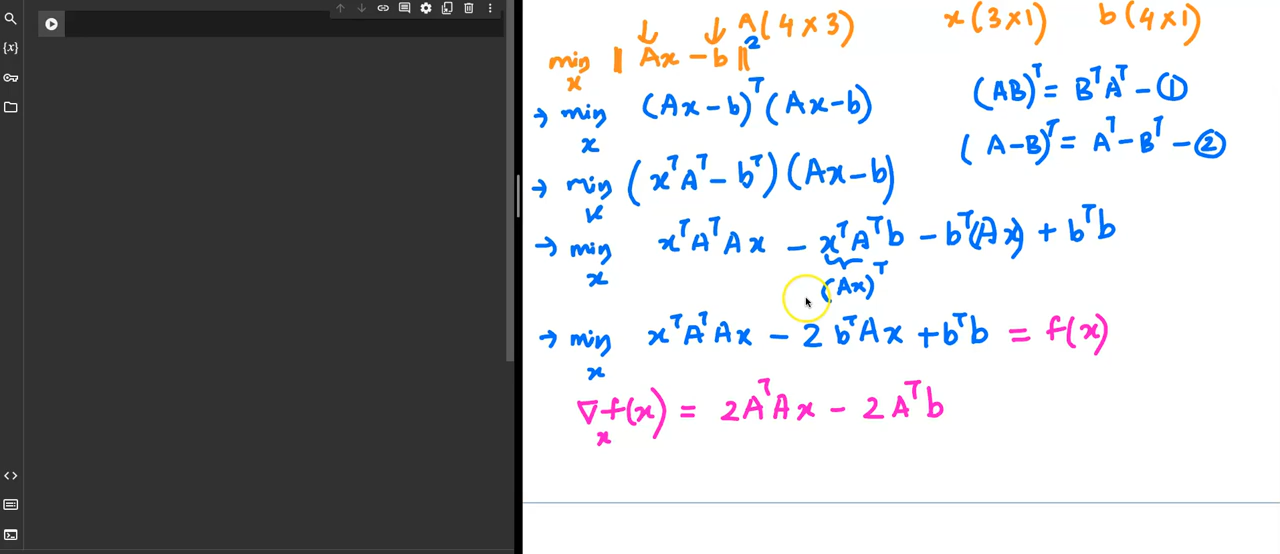 A(4×3) x(3×1) b(4×1)
min x ‖Ax - b‖²
→ min x (Ax-b)ᵀ(Ax-b) (AB)ᵀ = BᵀAᵀ - ①
(A-B)ᵀ = Aᵀ - Bᵀ - ②
→ min x (xᵀAᵀ - bᵀ)(Ax-b)
→ min x xᵀAᵀAx - xᵀAᵀb - bᵀ(Ax) + bᵀb
(Ax)ᵀ
→ min x xᵀAᵀAx - 2bᵀAx + bᵀb = f(x)
∇x f(x) = 2AᵀAx - 2Aᵀb
{x}